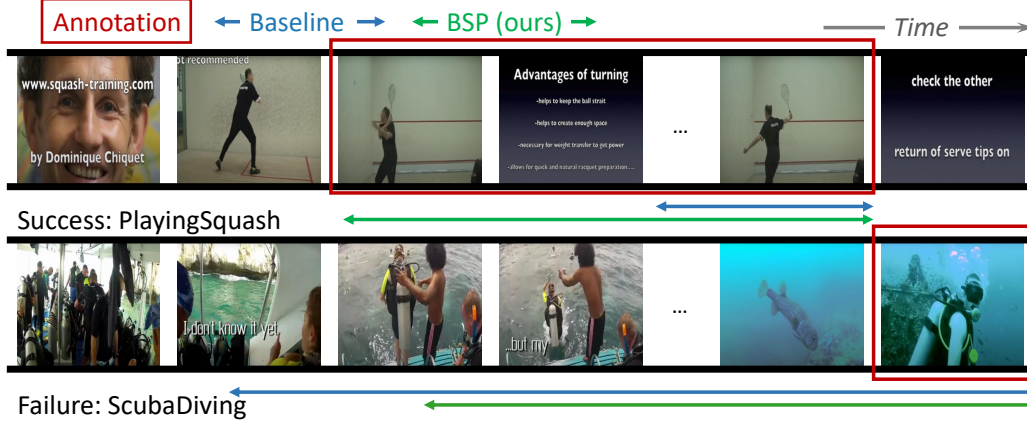 Annotation
Baseline
BSP (ours)
Time
www.squash-training.com
by Dominique Chiquet
not recommended
Advantages of turning
-helps to keep the ball strait
-helps to create enough space
-necessary for weight transfer to get power
-allows for quick and natural racquet preparation....
...
check the other
return of serve tips on
Success: PlayingSquash
I don't know it yet,
...but my
...
Failure: ScubaDiving